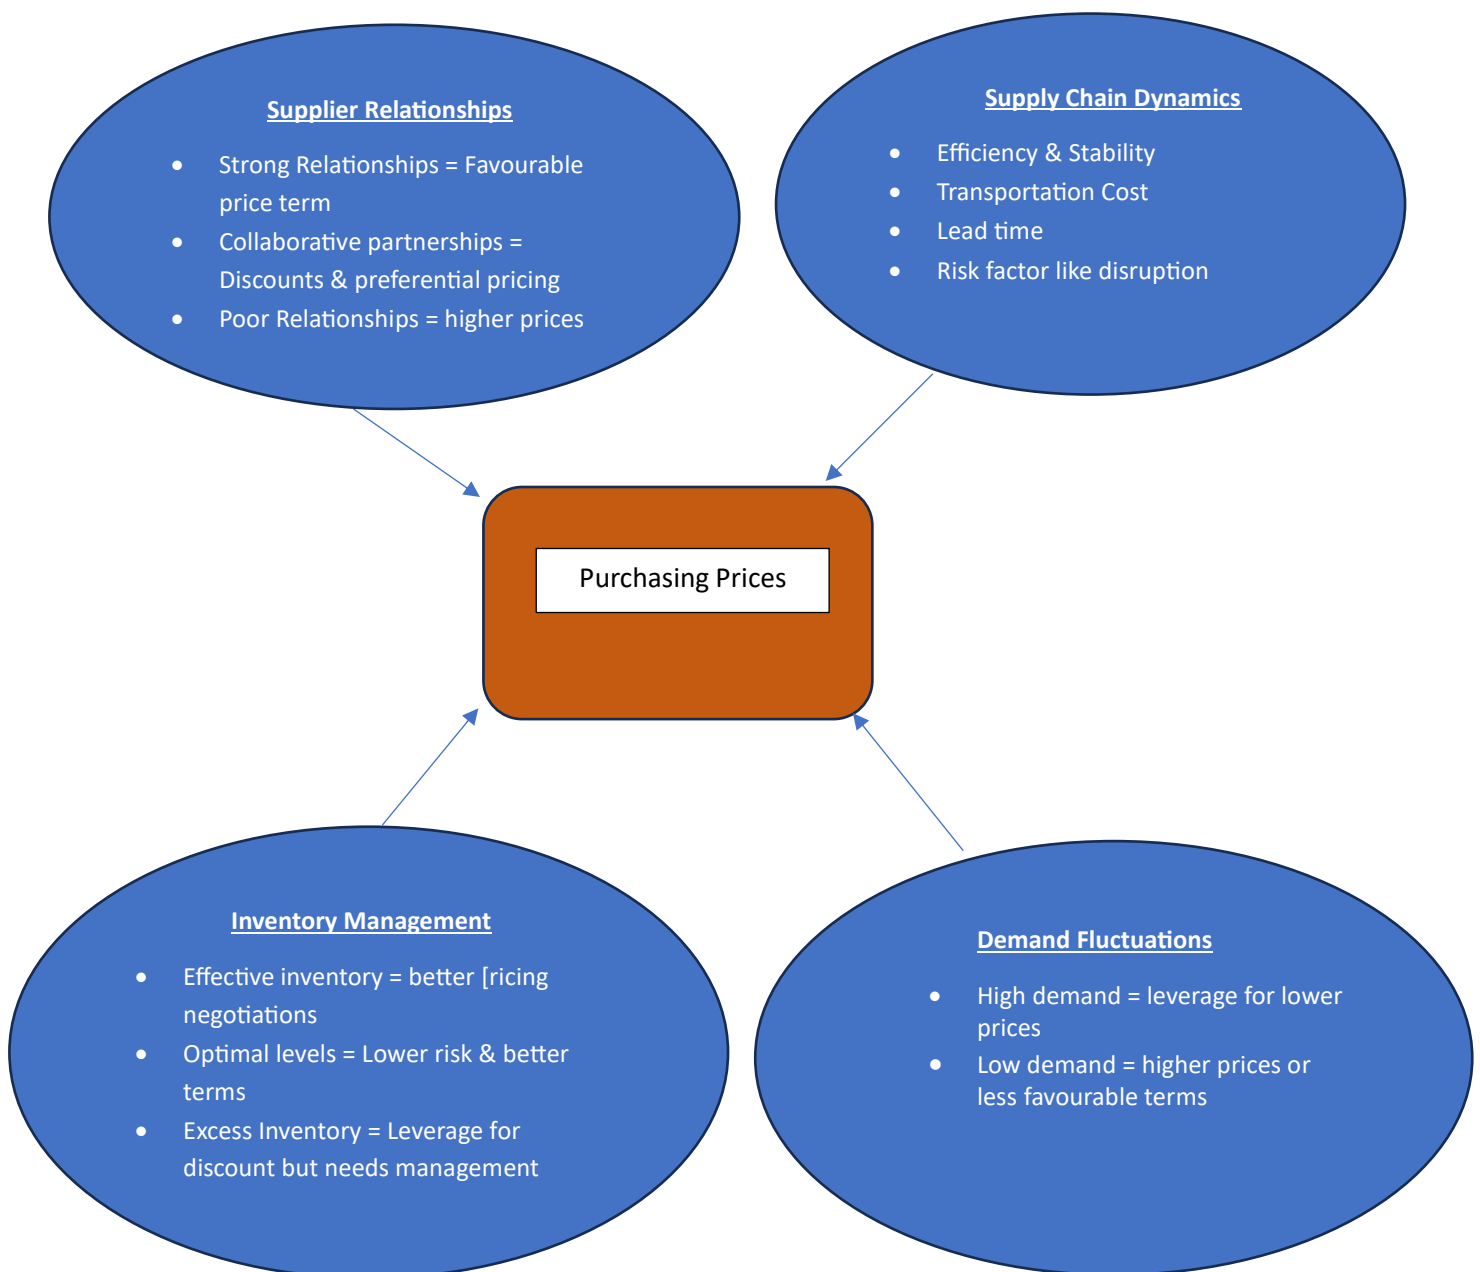 Supplier Relationships
• Strong Relationships = Favourable
price term
• Collaborative partnerships =
Discounts & preferential pricing
• Poor Relationships = higher prices
Supply Chain Dynamics
• Efficiency & Stability
• Transportation Cost
• Lead time
• Risk factor like disruption
Purchasing Prices
Inventory Management
• Effective inventory = better [ricing
negotiations
• Optimal levels = Lower risk & better
terms
• Excess Inventory = Leverage for
discount but needs management
Demand Fluctuations
• High demand = leverage for lower
prices
• Low demand = higher prices or
less favourable terms